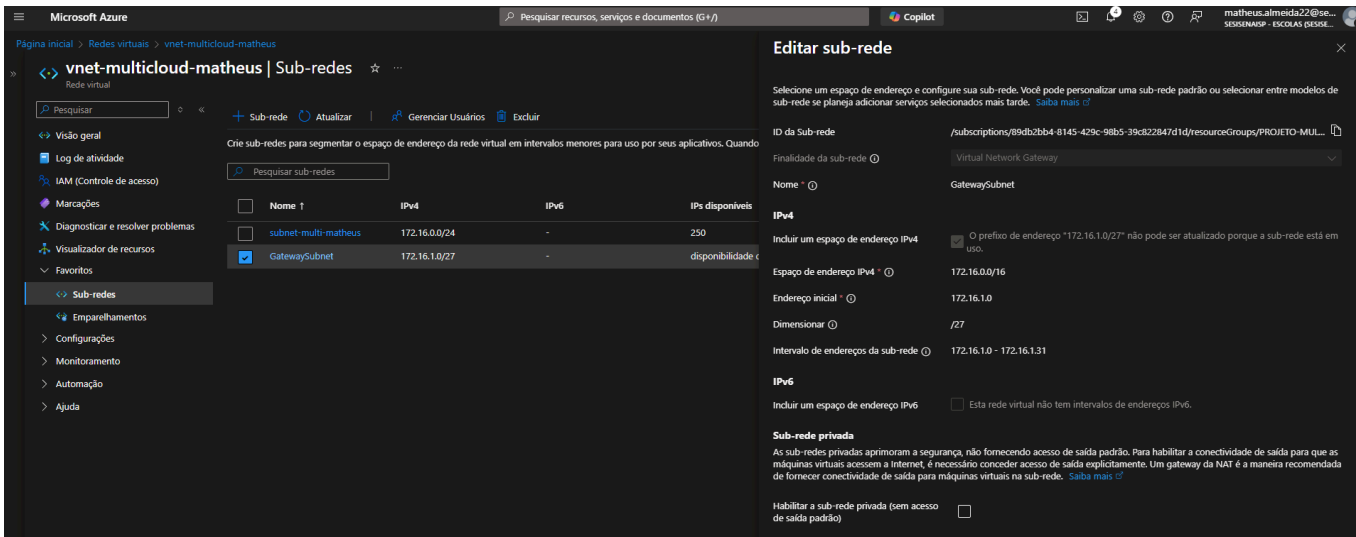 Microsoft Azure
Pesquisar recursos, serviços e documentos (G+/)
Copilot
4
matheus.almeida22@se...
SESISENAISP - ESCOLAS (SESISE...
Página inicial > Redes virtuais > vnet-multicloud-matheus
vnet-multicloud-matheus | Sub-redes
Rede virtual
Pesquisar
Visão geral
Log de atividade
IAM (Controle de acesso)
Marcações
Diagnosticar e resolver problemas
Visualizador de recursos
Favoritos
Sub-redes
Emparelhamentos
Configurações
Monitoramento
Automação
Ajuda
+ Sub-rede Atualizar | Gerenciar Usuários Excluir
Crie sub-redes para segmentar o espaço de endereço da rede virtual em intervalos menores para uso por seus aplicativos. Quando
Pesquisar sub-redes
Nome ↑ IPv4 IPv6 IPs disponíveis
subnet-multi-matheus 172.16.0.0/24 - 250
GatewaySubnet 172.16.1.0/27 - disponibilidade
Editar sub-rede
Selecione um espaço de endereço e configure sua sub-rede. Você pode personalizar uma sub-rede padrão ou selecionar entre modelos de
sub-rede se planeja adicionar serviços selecionados mais tarde. Saiba mais
ID da Sub-rede /subscriptions/89db2bb4-8145-429c-98b5-39c822847d1d/resourceGroups/PROJETO-MUL...
Finalidade da sub-rede Virtual Network Gateway
Nome * GatewaySubnet
IPv4
Incluir um espaço de endereço IPv4 O prefixo de endereço "172.16.1.0/27" não pode ser atualizado porque a sub-rede está em
uso.
Espaço de endereço IPv4 * 172.16.0.0/16
Endereço inicial * 172.16.1.0
Dimensionar /27
Intervalo de endereços da sub-rede 172.16.1.0 - 172.16.1.31
IPv6
Incluir um espaço de endereço IPv6 Esta rede virtual não tem intervalos de endereços IPv6.
Sub-rede privada
As sub-redes privadas aprimoram a segurança, não fornecendo acesso de saída padrão. Para habilitar a conectividade de saída para que as
máquinas virtuais acessem a Internet, é necessário conceder acesso de saída explicitamente. Um gateway da NAT é a maneira recomendada
de fornecer conectividade de saída para máquinas virtuais na sub-rede. Saiba mais
Habilitar a sub-rede privada (sem acesso
de saída padrão)